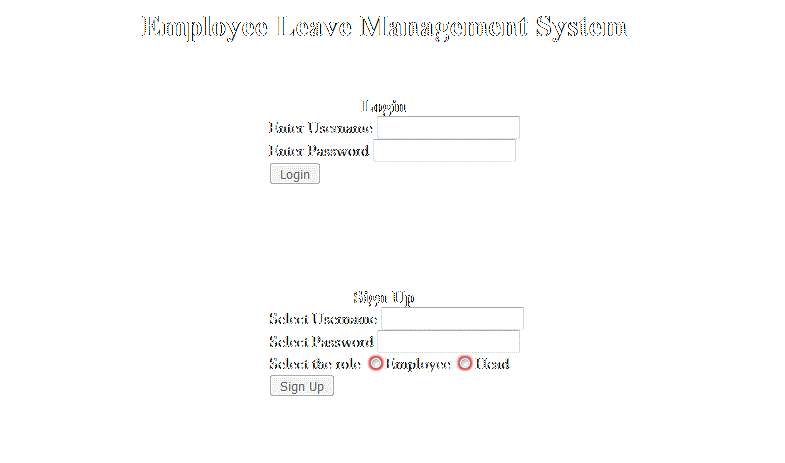 Employee Leave Management System
Login
Enter Username
Enter Password
Login
Sign Up
Select Username
Select Password
Select the role Employee Lead
Sign Up